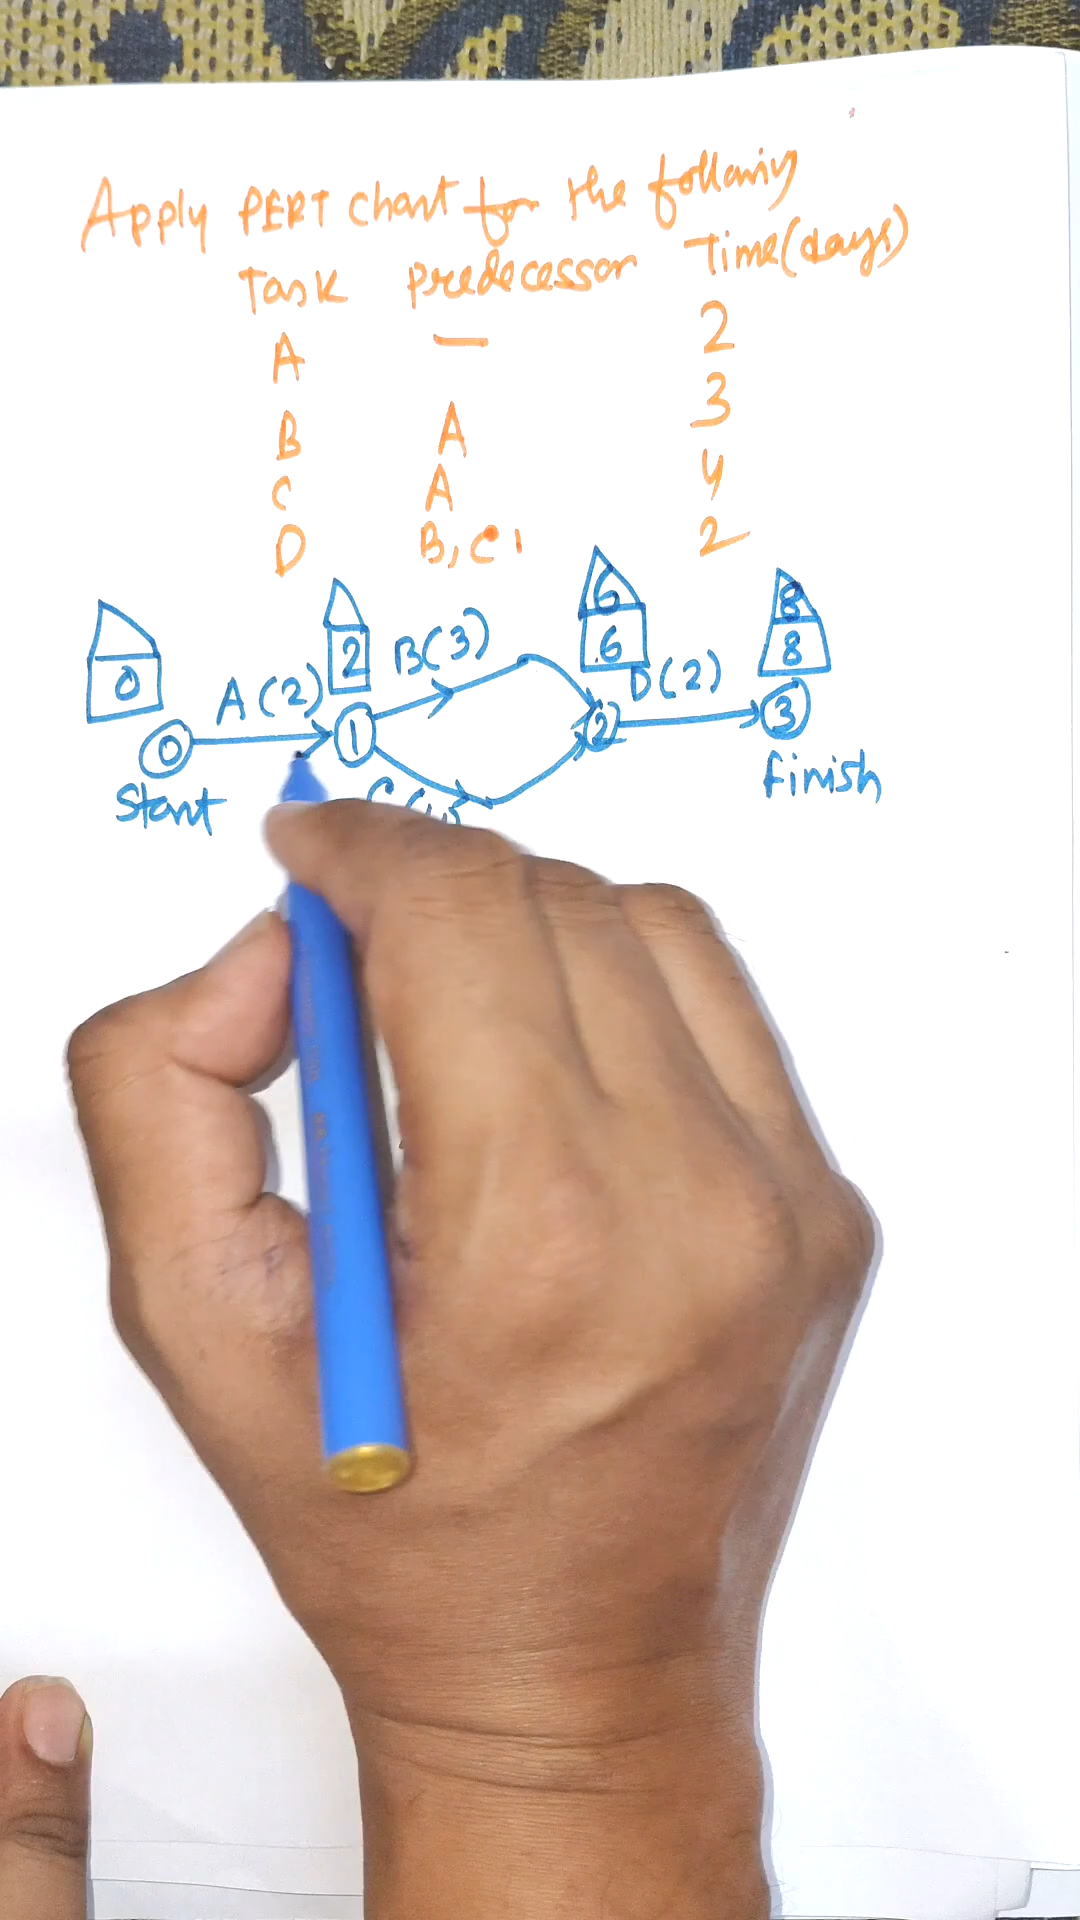 Apply PERT chart for the following
Task Predecessor Time(days)
A — 2
B A 3
C A 4
D B, C 2
6 8
0 2 B(3) 6 8
A(2) D(2)
0 1 2 3
Start Finish